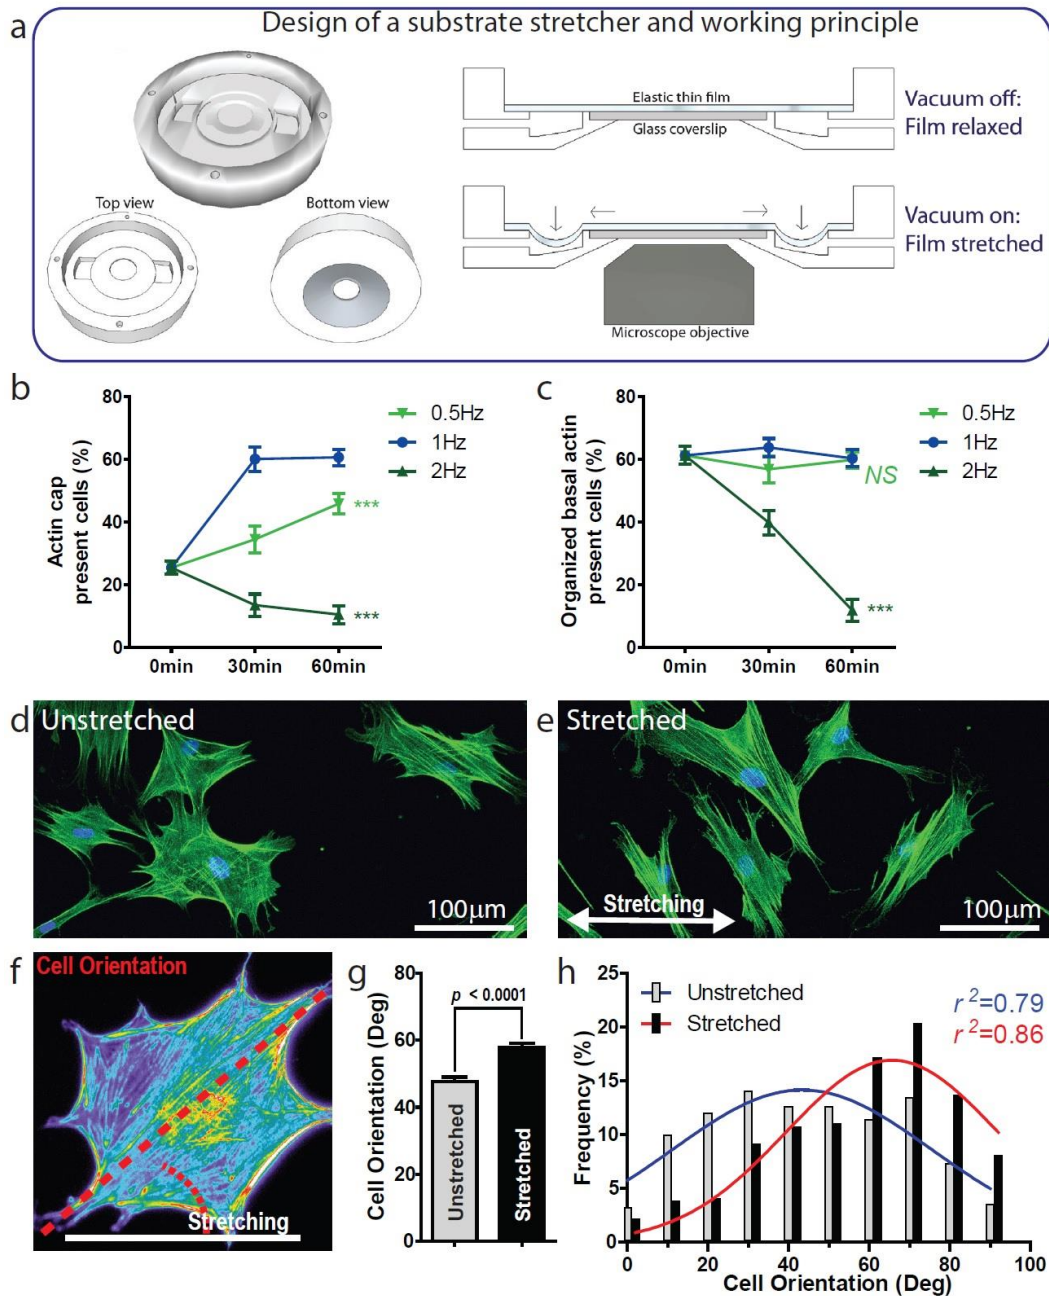 a
Design of a substrate stretcher and working principle
Top view
Bottom view
Elastic thin film
Glass coverslip
Vacuum off:
Film relaxed
Vacuum on:
Film stretched
Microscope objective
b
Actin cap
present cells (%)
80
60
40
20
0
0min 30min 60min
0.5Hz
1Hz
2Hz
***
***
c
Organized basal actin
present cells (%)
80
60
40
20
0
0min 30min 60min
0.5Hz
1Hz
2Hz
NS
***
d Unstretched
100µm
e Stretched
Stretching
100µm
f Cell Orientation
Stretching
g
Cell Orientation (Deg)
80
60
40
20
0
p < 0.0001
Unstretched
Stretched
h
Frequency (%)
25
20
15
10
5
0
0 20 40 60 80 100
Cell Orientation (Deg)
Unstretched
Stretched
r²=0.79
r²=0.86